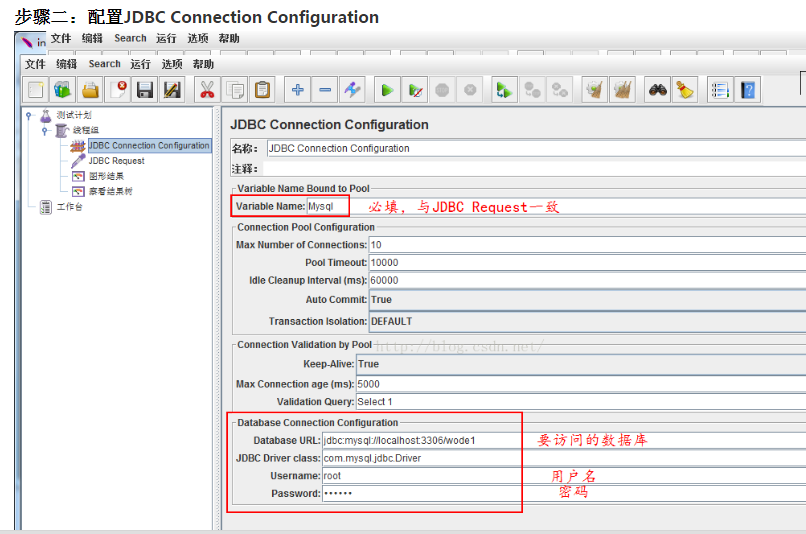 步骤二：配置JDBC Connection Configuration
in 文件 编辑 Search 运行 选项 帮助
文件 编辑 Search 运行 选项 帮助
测试计划
线程组
JDBC Connection Configuration
JDBC Request
图形结果
察看结果树
工作台
JDBC Connection Configuration
名称： JDBC Connection Configuration
注释：
Variable Name Bound to Pool
Variable Name: Mysql 必填，与JDBC Request一致
Connection Pool Configuration
Max Number of Connections: 10
Pool Timeout: 10000
Idle Cleanup Interval (ms): 60000
Auto Commit: True
Transaction Isolation: DEFAULT
Connection Validation by Pool
http://blog.csdn.net/
Keep-Alive: True
Max Connection age (ms): 5000
Validation Query: Select 1
Database Connection Configuration
Database URL: jdbc:mysql://localhost:3306/wode1 要访问的数据库
JDBC Driver class: com.mysql.jdbc.Driver
Username: root 用户名
Password: •••••• 密码